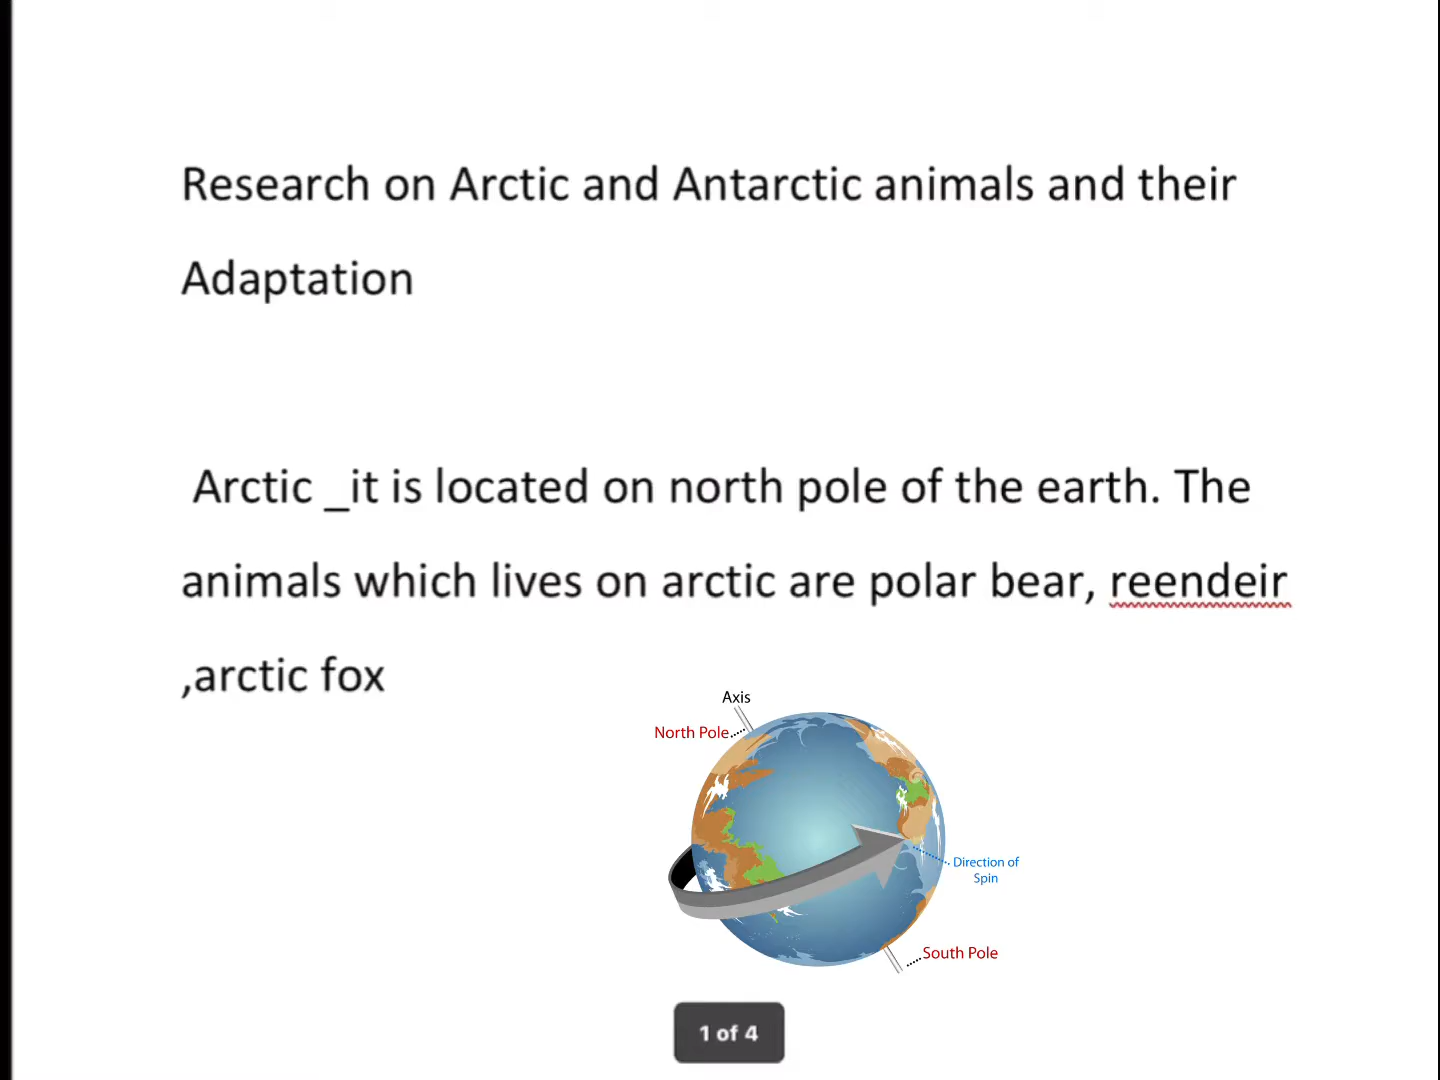 Research on Arctic and Antarctic animals and their
Adaptation
Arctic _it is located on north pole of the earth. The
animals which lives on arctic are polar bear, reendeir
,arctic fox
Axis
North Pole
Direction of
Spin
South Pole
1 of 4